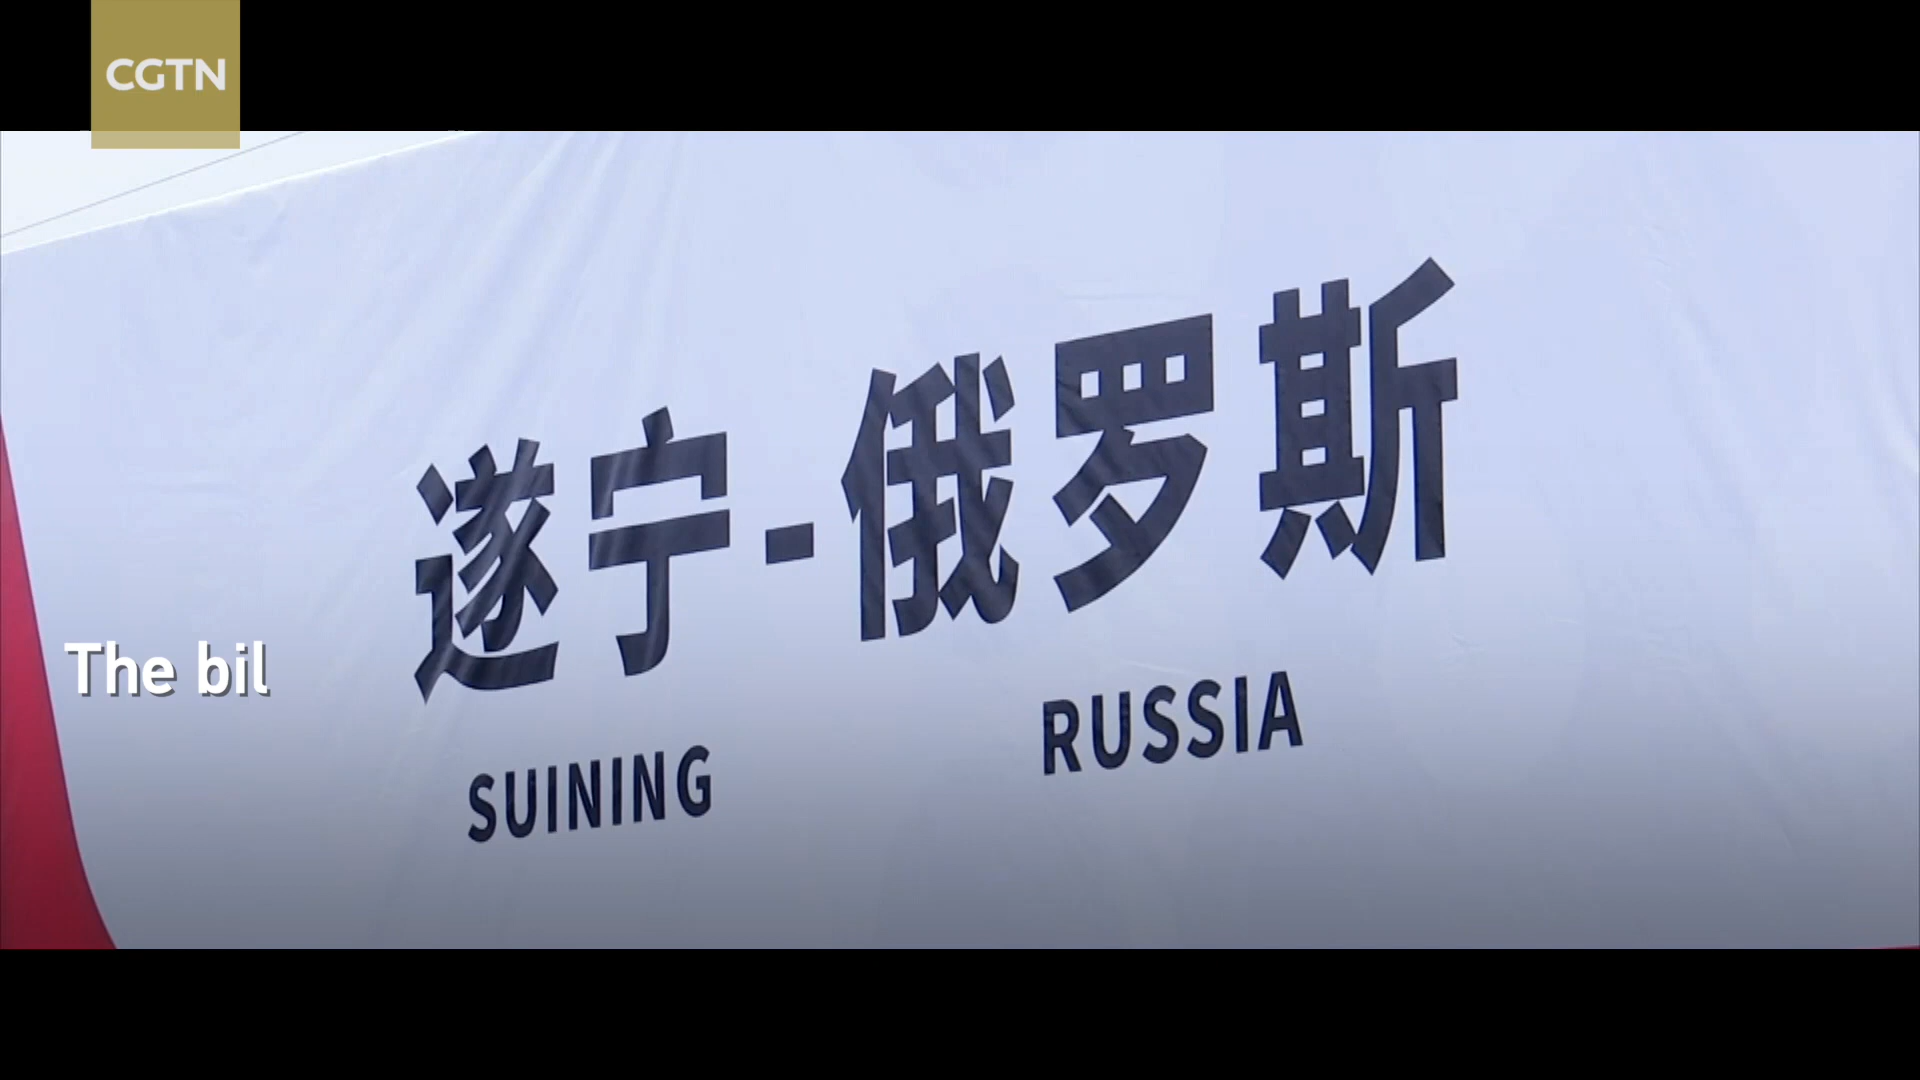 CGTN
遂宁-俄罗斯
The bil
SUINING RUSSIA